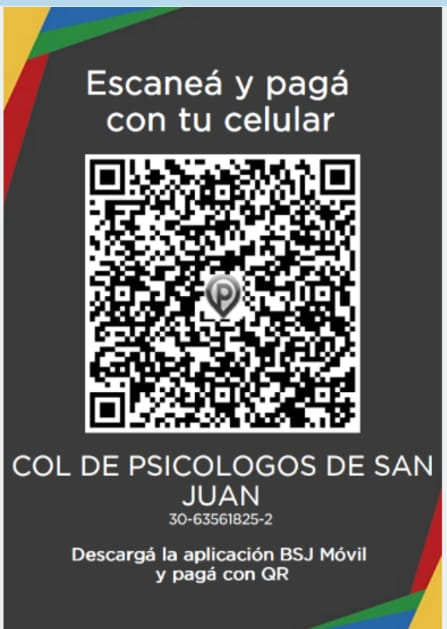 Escaneá y pagá
con tu celular
P
COL DE PSICOLOGOS DE SAN
JUAN
30-63561825-2
Descargá la aplicación BSJ Móvil
y pagá con QR